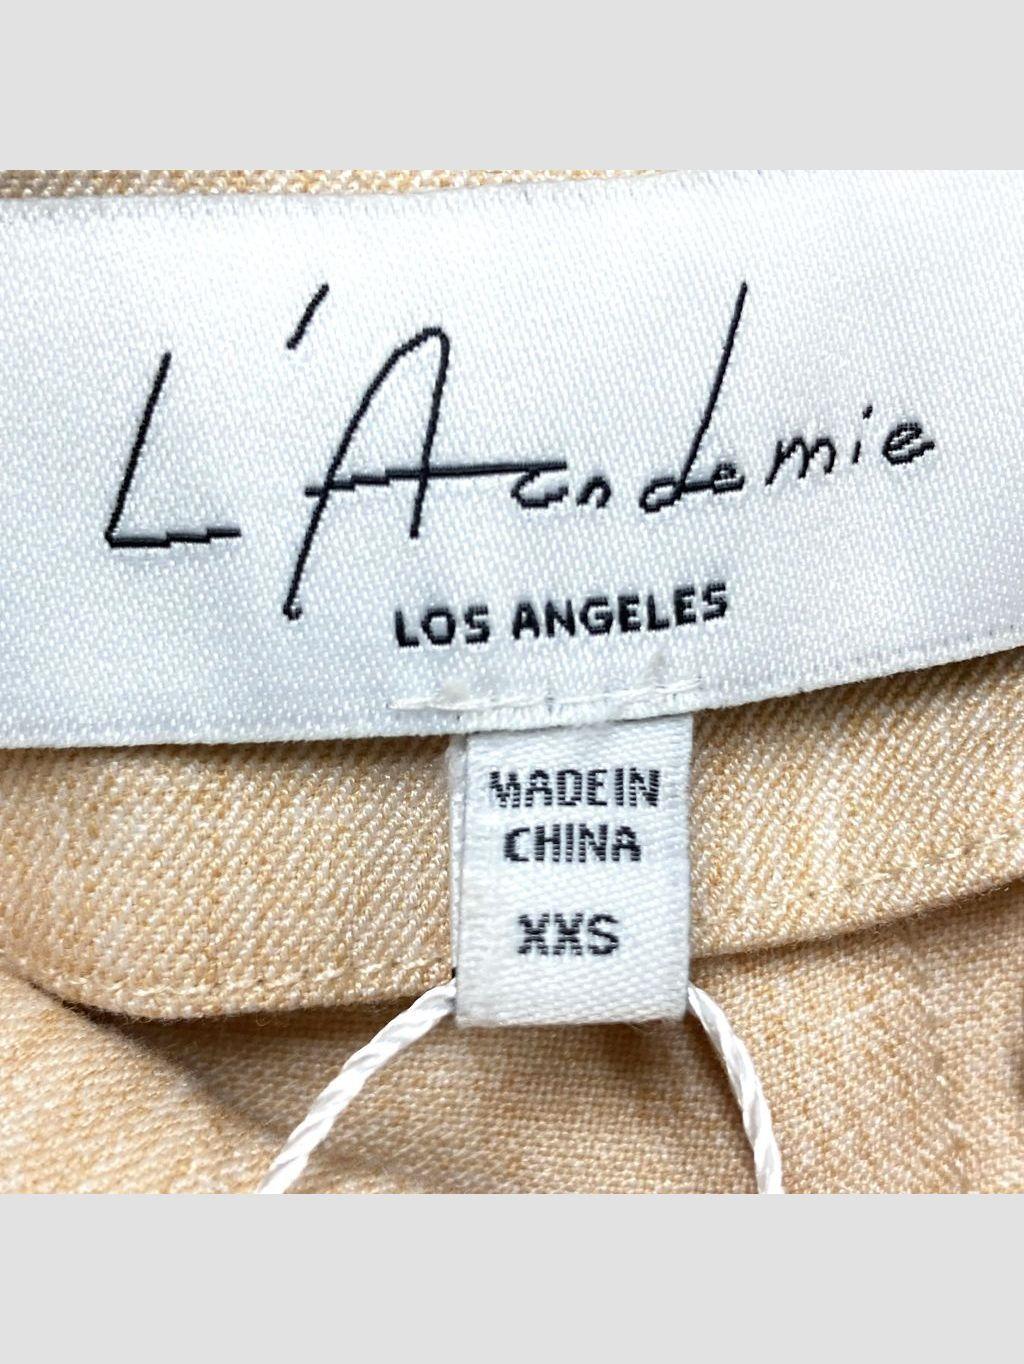 L'Academie
LOS ANGELES
MADE IN
CHINA
XXS